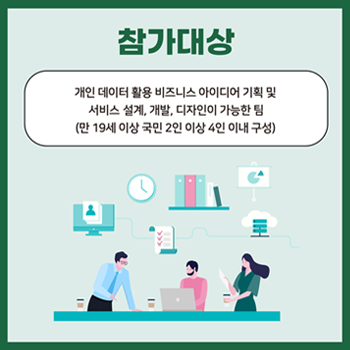 참가대상
개인 데이터 활용 비즈니스 아이디어 기획 및
서비스 설계, 개발, 디자인이 가능한 팀
(만 19세 이상 국민 2인 이상 4인 이내 구성)